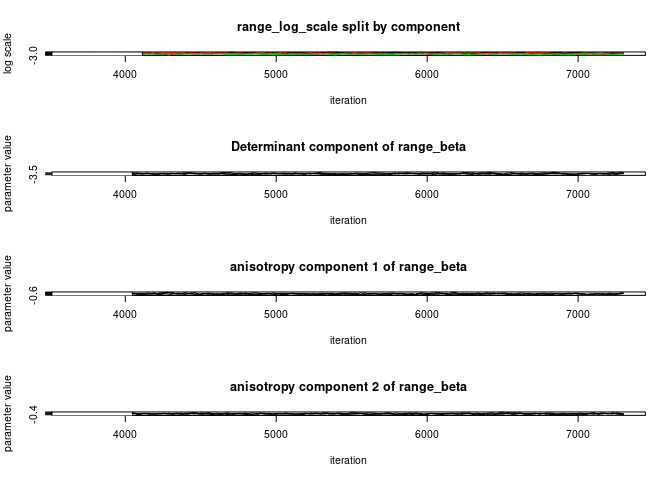 range_log_scale split by component
log scale
-3.0
4000 5000 6000 7000
iteration
Determinant component of range_beta
parameter value
-3.5
4000 5000 6000 7000
iteration
anisotropy component 1 of range_beta
parameter value
-0.6
4000 5000 6000 7000
iteration
anisotropy component 2 of range_beta
parameter value
-0.4
4000 5000 6000 7000
iteration